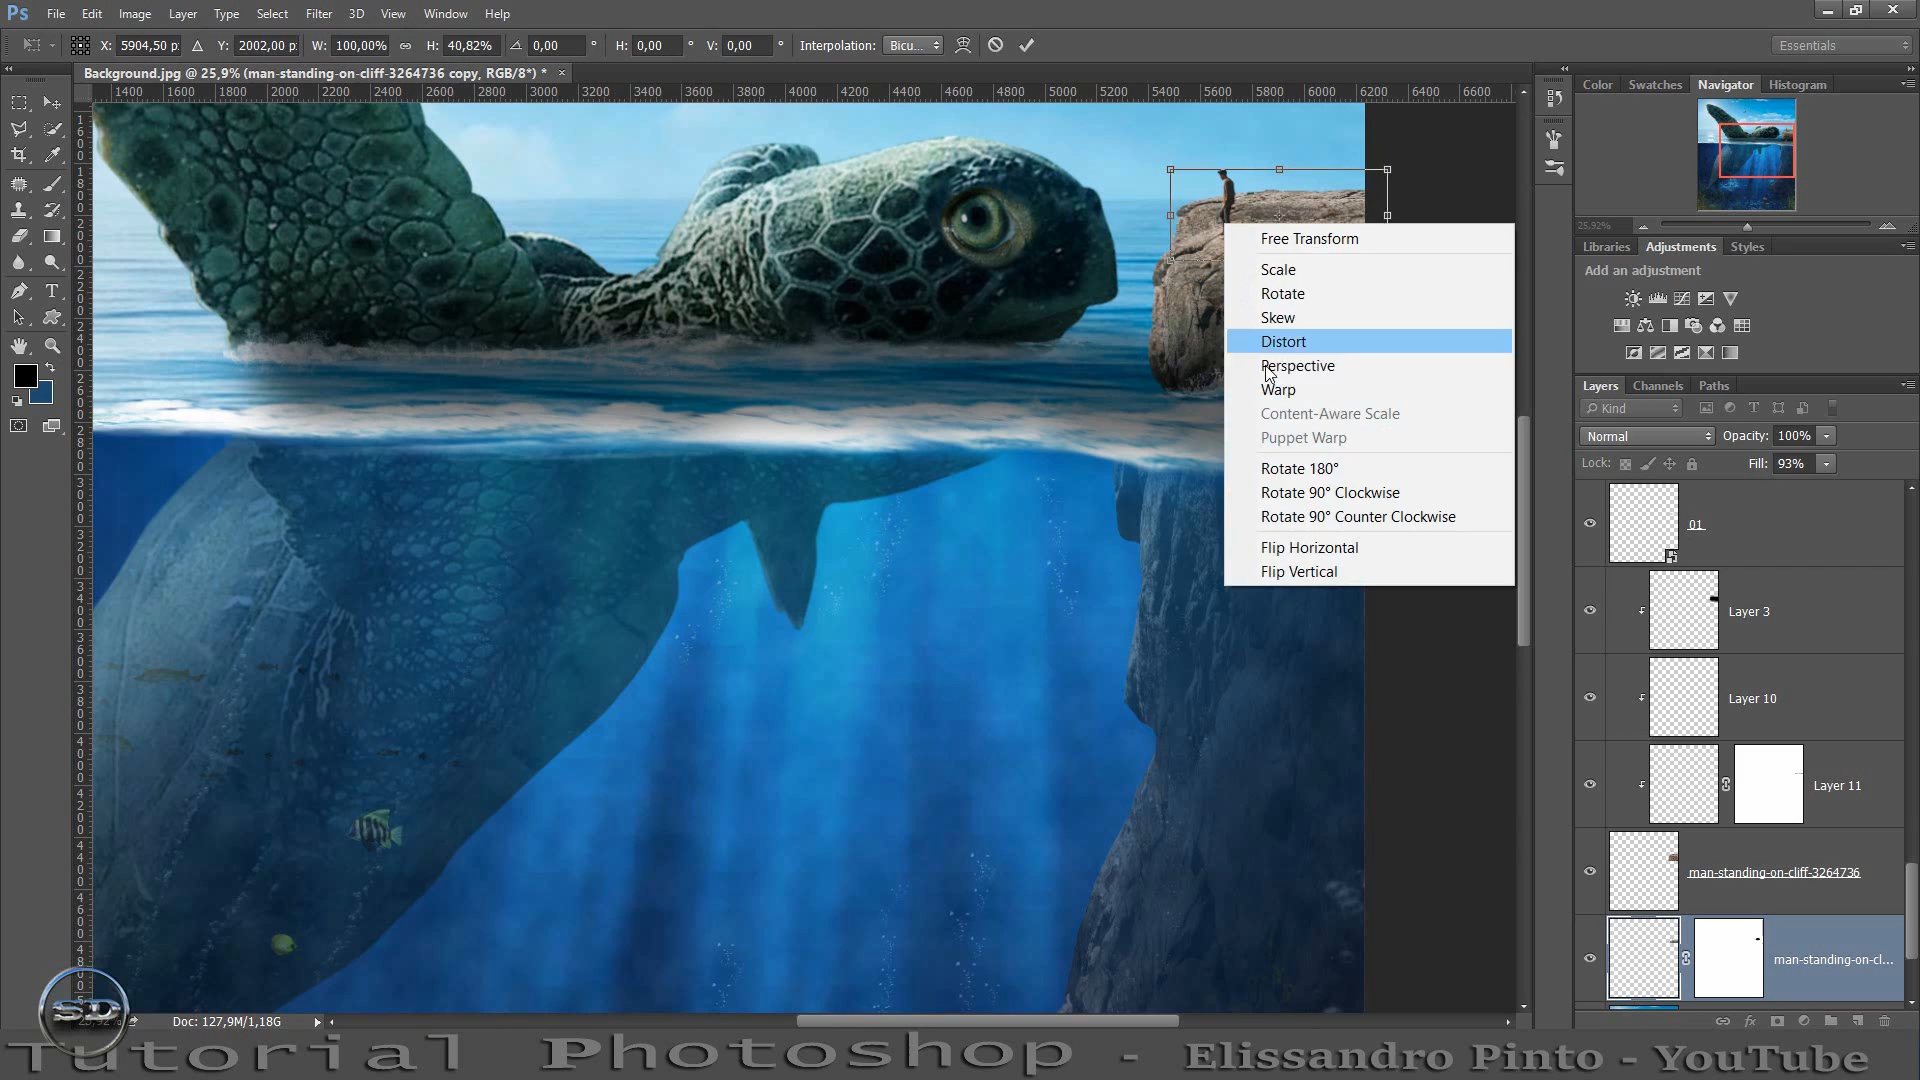 Ps File Edit Image Layer Type Select Filter 3D View Window Help
X: 5904,50 p Y: 2002,00 p W: 100,00% H: 40,82% 0,00 ° H: 0,00 ° V: 0,00 ° Interpolation: Bicu... Essentials
Background.jpg @ 25,9% (man-standing-on-cliff-3264736 copy, RGB/8*) * ×
1400 1600 1800 2000 2200 2400 2600 2800 3000 3200 3400 3600 3800 4000 4200 4400 4600 4800 5000 5200 5400 5600 5800 6000 6200 6400 6600
Color Swatches Navigator Histogram
25,92%
Libraries Adjustments Styles
Add an adjustment
Free Transform
Scale
Rotate
Skew
Distort
Perspective
Warp
Content-Aware Scale
Puppet Warp
Rotate 180°
Rotate 90° Clockwise
Rotate 90° Counter Clockwise
Flip Horizontal
Flip Vertical
Layers Channels Paths
Kind
Normal Opacity: 100%
Lock: Fill: 93%
01
Layer 3
Layer 10
Layer 11
man-standing-on-cliff-3264736
man-standing-on-cl...
SD
Doc: 127,9M/1,18G
Tutorial Photoshop - Elissandro Pinto - YouTube